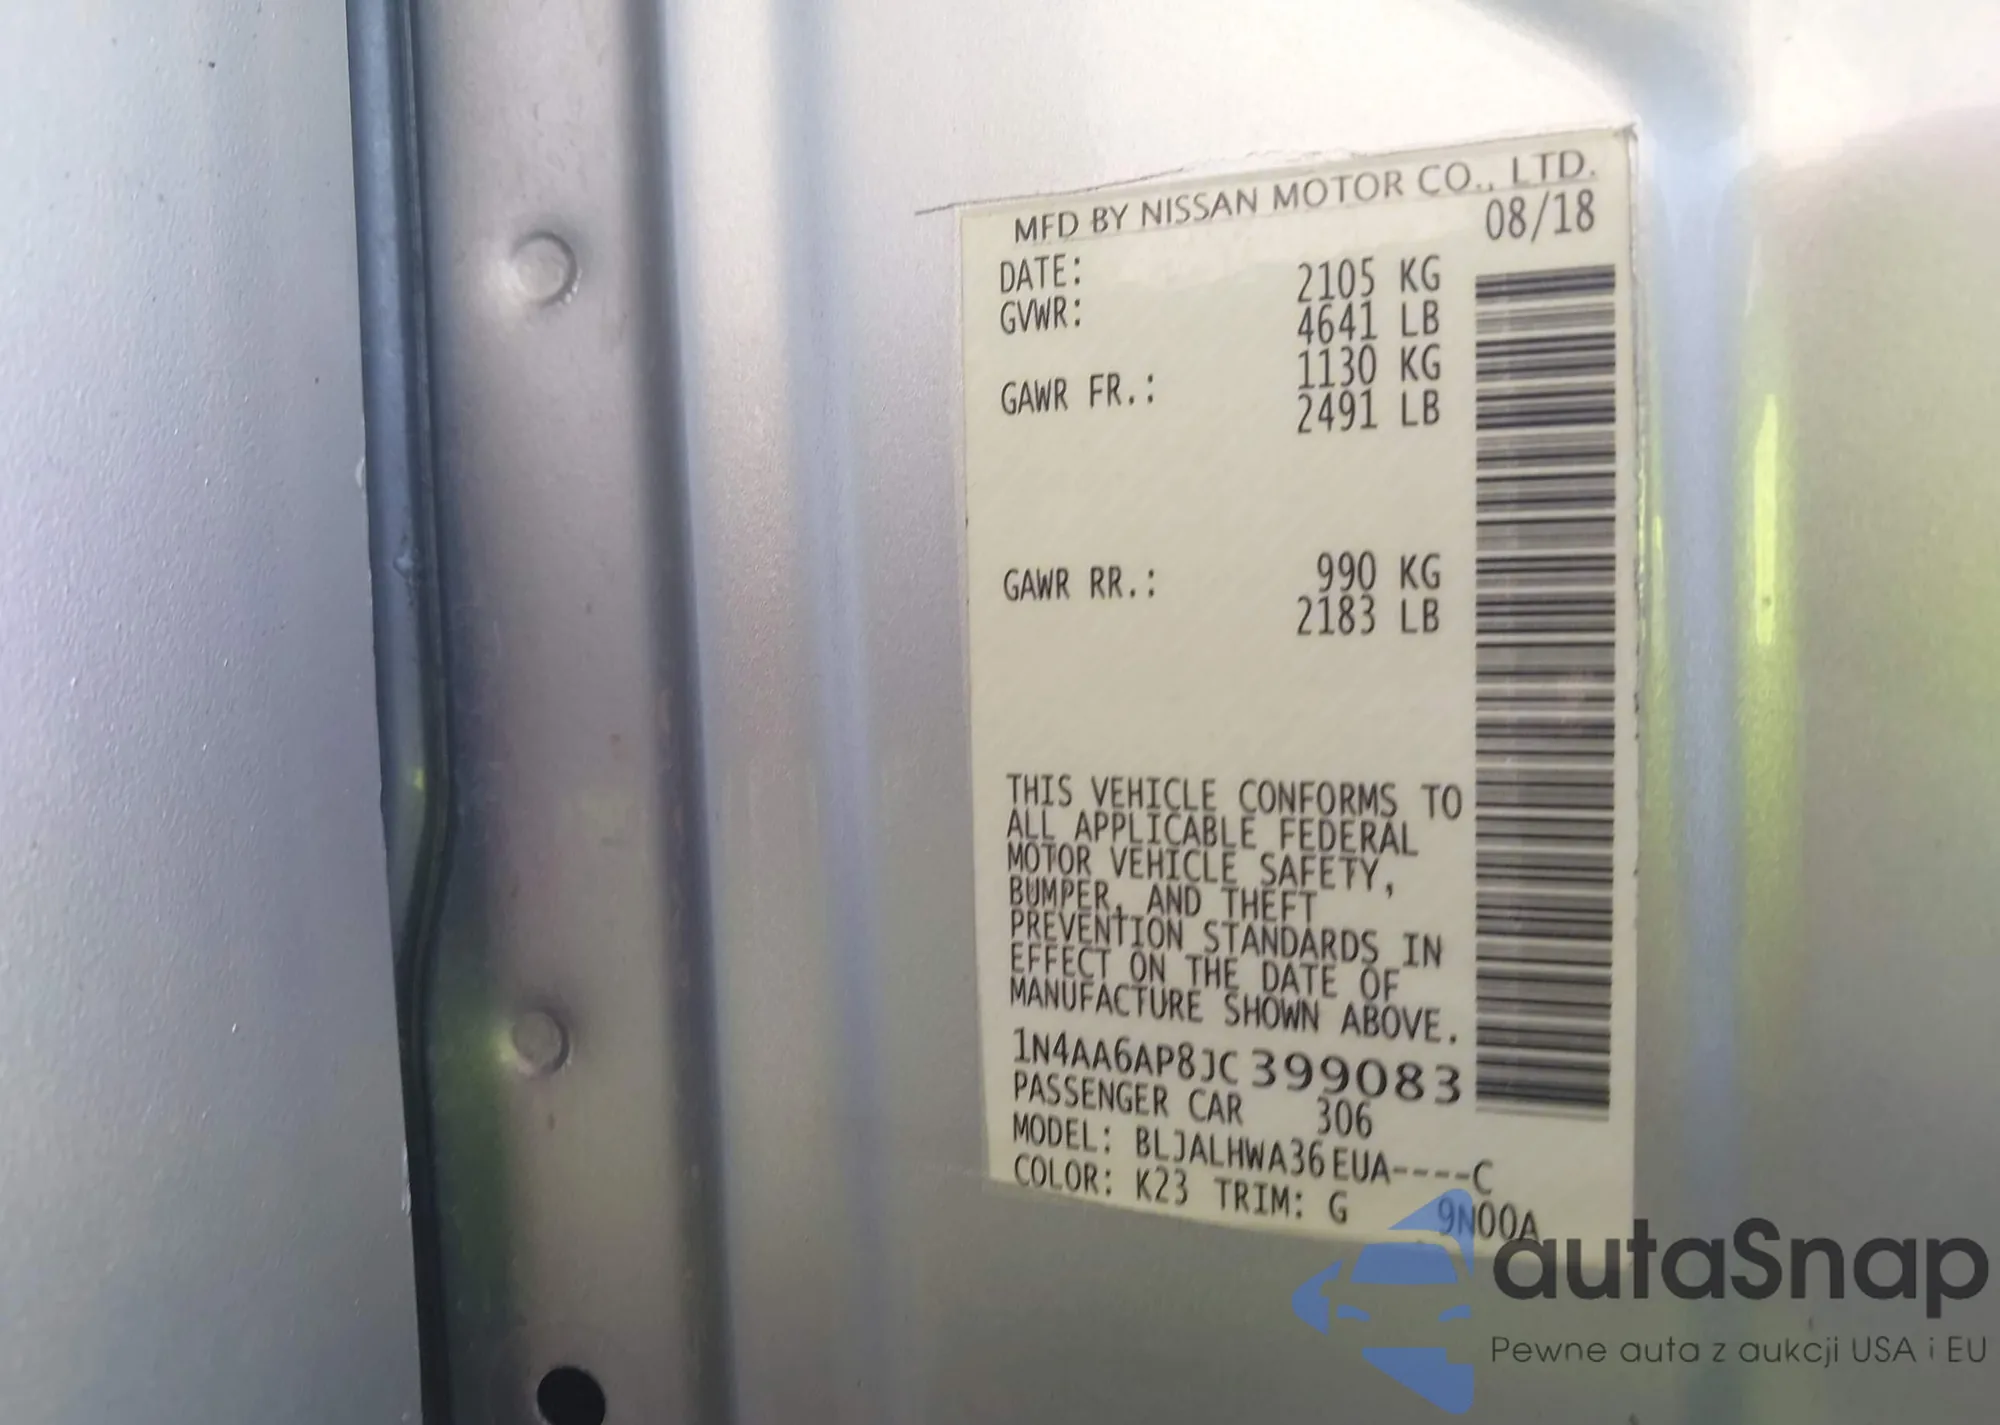 MFD BY NISSAN MOTOR CO., LTD.
08/18
DATE:
GVWR: 2105 KG
4641 LB
GAWR FR.: 1130 KG
2491 LB
GAWR RR.: 990 KG
2183 LB
THIS VEHICLE CONFORMS TO
ALL APPLICABLE FEDERAL
MOTOR VEHICLE SAFETY,
BUMPER, AND THEFT
PREVENTION STANDARDS IN
EFFECT ON THE DATE OF
MANUFACTURE SHOWN ABOVE.
1N4AA6AP8JC399083
PASSENGER CAR 306
MODEL: BLJALHWA36EUA----C
COLOR: K23 TRIM: G 9N00A
autaSnap
Pewne auta z aukcji USA i EU